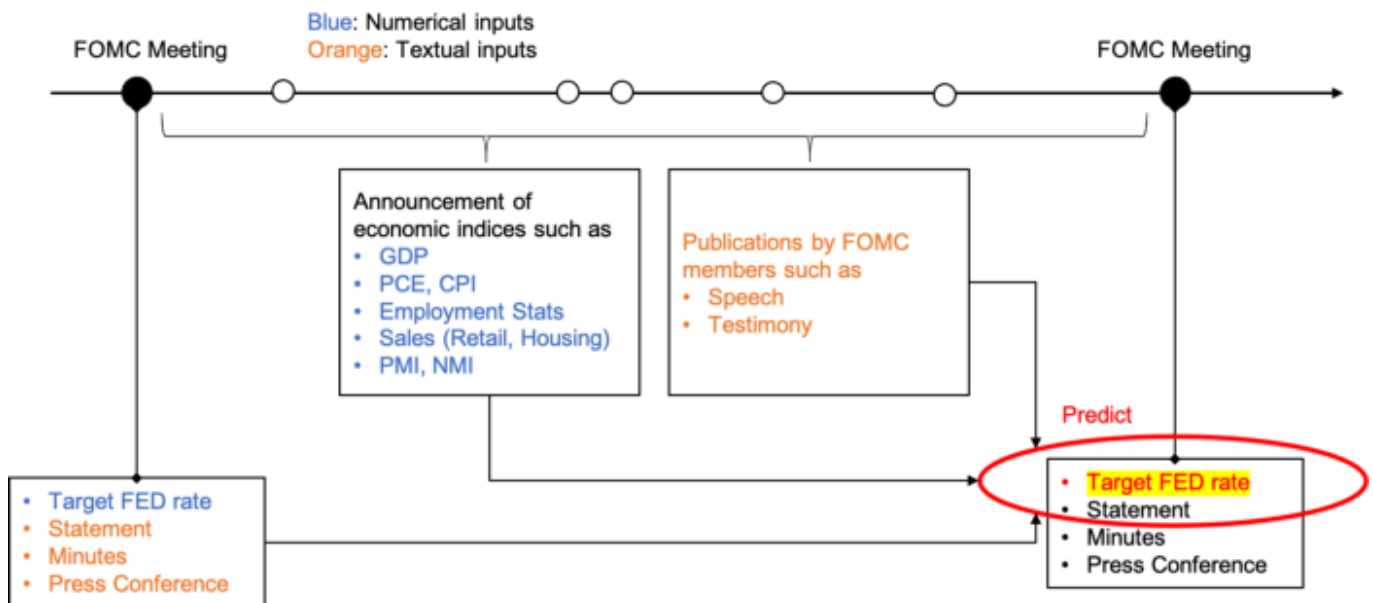 Blue: Numerical inputs
Orange: Textual inputs
FOMC Meeting
FOMC Meeting
Announcement of
economic indices such as
• GDP
• PCE, CPI
• Employment Stats
• Sales (Retail, Housing)
• PMI, NMI
Publications by FOMC
members such as
• Speech
• Testimony
Predict
• Target FED rate
• Statement
• Minutes
• Press Conference
• Target FED rate
• Statement
• Minutes
• Press Conference